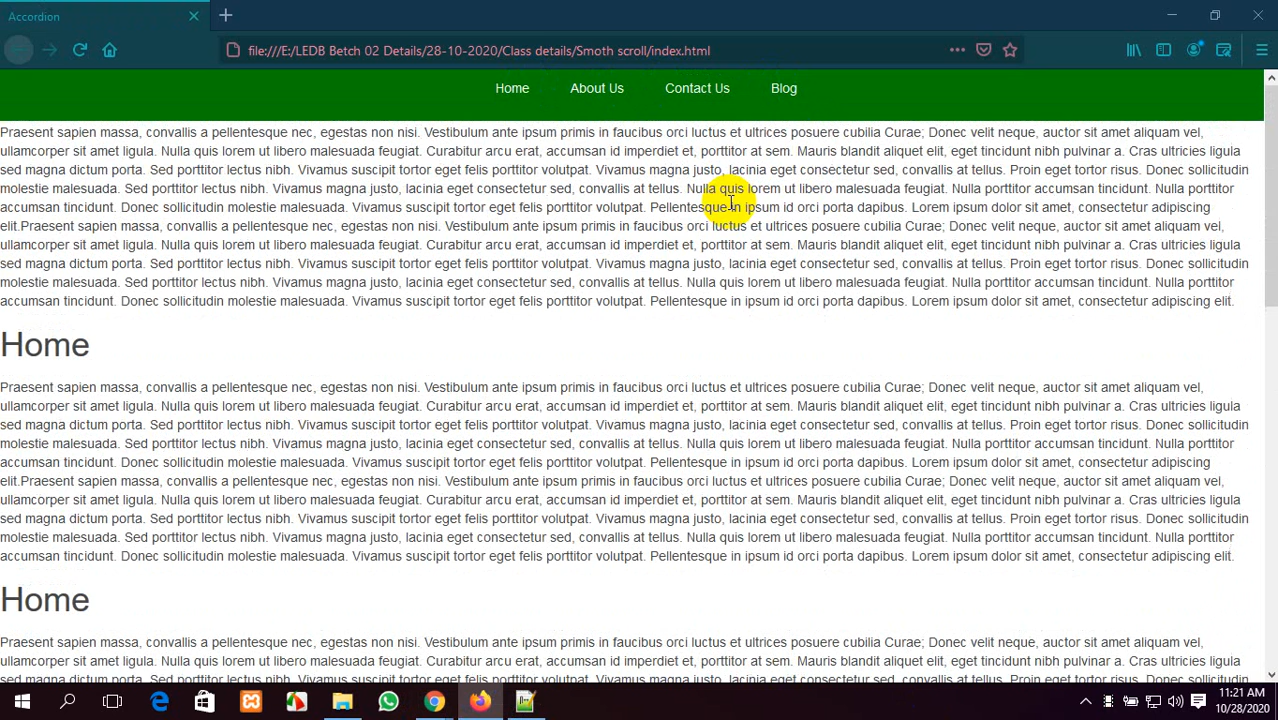 Accordion
file:///E:/LEDB Betch 02 Details/28-10-2020/Class details/Smoth scroll/index.html
Home About Us Contact Us Blog
Praesent sapien massa, convallis a pellentesque nec, egestas non nisi. Vestibulum ante ipsum primis in faucibus orci luctus et ultrices posuere cubilia Curae; Donec velit neque, auctor sit amet aliquam vel,
ullamcorper sit amet ligula. Nulla quis lorem ut libero malesuada feugiat. Curabitur arcu erat, accumsan id imperdiet et, porttitor at sem. Mauris blandit aliquet elit, eget tincidunt nibh pulvinar a. Cras ultricies ligula
sed magna dictum porta. Sed porttitor lectus nibh. Vivamus suscipit tortor eget felis porttitor volutpat. Vivamus magna justo, lacinia eget consectetur sed, convallis at tellus. Proin eget tortor risus. Donec sollicitudin
molestie malesuada. Sed porttitor lectus nibh. Vivamus magna justo, lacinia eget consectetur sed, convallis at tellus. Nulla quis lorem ut libero malesuada feugiat. Nulla porttitor accumsan tincidunt. Nulla porttitor
accumsan tincidunt. Donec sollicitudin molestie malesuada. Vivamus suscipit tortor eget felis porttitor volutpat. Pellentesque in ipsum id orci porta dapibus. Lorem ipsum dolor sit amet, consectetur adipiscing
elit.Praesent sapien massa, convallis a pellentesque nec, egestas non nisi. Vestibulum ante ipsum primis in faucibus orci luctus et ultrices posuere cubilia Curae; Donec velit neque, auctor sit amet aliquam vel,
ullamcorper sit amet ligula. Nulla quis lorem ut libero malesuada feugiat. Curabitur arcu erat, accumsan id imperdiet et, porttitor at sem. Mauris blandit aliquet elit, eget tincidunt nibh pulvinar a. Cras ultricies ligula
sed magna dictum porta. Sed porttitor lectus nibh. Vivamus suscipit tortor eget felis porttitor volutpat. Vivamus magna justo, lacinia eget consectetur sed, convallis at tellus. Proin eget tortor risus. Donec sollicitudin
molestie malesuada. Sed porttitor lectus nibh. Vivamus magna justo, lacinia eget consectetur sed, convallis at tellus. Nulla quis lorem ut libero malesuada feugiat. Nulla porttitor accumsan tincidunt. Nulla porttitor
accumsan tincidunt. Donec sollicitudin molestie malesuada. Vivamus suscipit tortor eget felis porttitor volutpat. Pellentesque in ipsum id orci porta dapibus. Lorem ipsum dolor sit amet, consectetur adipiscing elit.
Home
Praesent sapien massa, convallis a pellentesque nec, egestas non nisi. Vestibulum ante ipsum primis in faucibus orci luctus et ultrices posuere cubilia Curae; Donec velit neque, auctor sit amet aliquam vel,
ullamcorper sit amet ligula. Nulla quis lorem ut libero malesuada feugiat. Curabitur arcu erat, accumsan id imperdiet et, porttitor at sem. Mauris blandit aliquet elit, eget tincidunt nibh pulvinar a. Cras ultricies ligula
sed magna dictum porta. Sed porttitor lectus nibh. Vivamus suscipit tortor eget felis porttitor volutpat. Vivamus magna justo, lacinia eget consectetur sed, convallis at tellus. Proin eget tortor risus. Donec sollicitudin
molestie malesuada. Sed porttitor lectus nibh. Vivamus magna justo, lacinia eget consectetur sed, convallis at tellus. Nulla quis lorem ut libero malesuada feugiat. Nulla porttitor accumsan tincidunt. Nulla porttitor
accumsan tincidunt. Donec sollicitudin molestie malesuada. Vivamus suscipit tortor eget felis porttitor volutpat. Pellentesque in ipsum id orci porta dapibus. Lorem ipsum dolor sit amet, consectetur adipiscing
elit.Praesent sapien massa, convallis a pellentesque nec, egestas non nisi. Vestibulum ante ipsum primis in faucibus orci luctus et ultrices posuere cubilia Curae; Donec velit neque, auctor sit amet aliquam vel,
ullamcorper sit amet ligula. Nulla quis lorem ut libero malesuada feugiat. Curabitur arcu erat, accumsan id imperdiet et, porttitor at sem. Mauris blandit aliquet elit, eget tincidunt nibh pulvinar a. Cras ultricies ligula
sed magna dictum porta. Sed porttitor lectus nibh. Vivamus suscipit tortor eget felis porttitor volutpat. Vivamus magna justo, lacinia eget consectetur sed, convallis at tellus. Proin eget tortor risus. Donec sollicitudin
molestie malesuada. Sed porttitor lectus nibh. Vivamus magna justo, lacinia eget consectetur sed, convallis at tellus. Nulla quis lorem ut libero malesuada feugiat. Nulla porttitor accumsan tincidunt. Nulla porttitor
accumsan tincidunt. Donec sollicitudin molestie malesuada. Vivamus suscipit tortor eget felis porttitor volutpat. Pellentesque in ipsum id orci porta dapibus. Lorem ipsum dolor sit amet, consectetur adipiscing elit.
Home
Praesent sapien massa, convallis a pellentesque nec, egestas non nisi. Vestibulum ante ipsum primis in faucibus orci luctus et ultrices posuere cubilia Curae; Donec velit neque, auctor sit amet aliquam vel,
ullamcorper sit amet ligula. Nulla quis lorem ut libero malesuada feugiat. Curabitur arcu erat, accumsan id imperdiet et, porttitor at sem. Mauris blandit aliquet elit, eget tincidunt nibh pulvinar a. Cras ultricies ligula
11:21 AM
10/28/2020